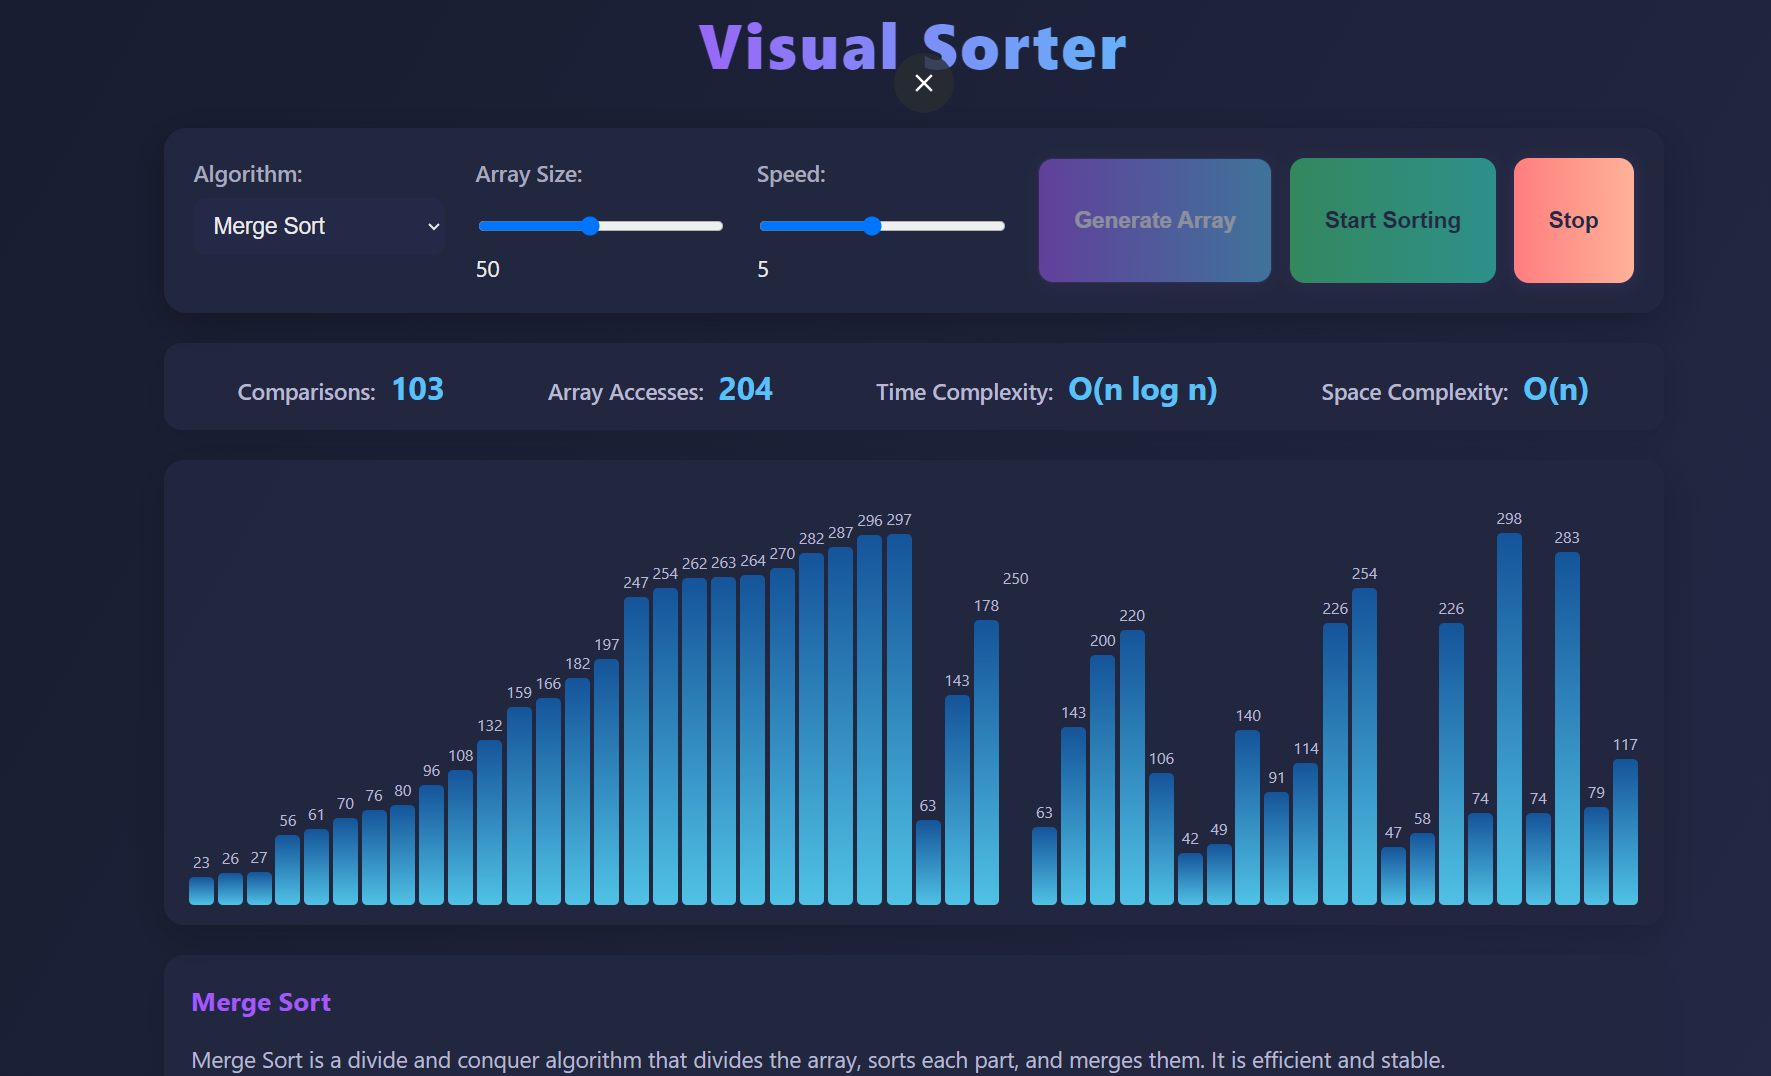 Visual Sorter
Algorithm:
Merge Sort
Array Size:
50
Speed:
5
Generate Array
Start Sorting
Stop
Comparisons: 103
Array Accesses: 204
Time Complexity: O(n log n)
Space Complexity: O(n)
23 26 27 56 61 70 76 80 96 108 132 159 166 182 197 247 254 262 263 264 270 282 287 296 297 63 143 178 250 63 143 200 220 106 42 49 140 91 114 226 254 47 58 226 74 298 74 283 79 117
Merge Sort
Merge Sort is a divide and conquer algorithm that divides the array, sorts each part, and merges them. It is efficient and stable.